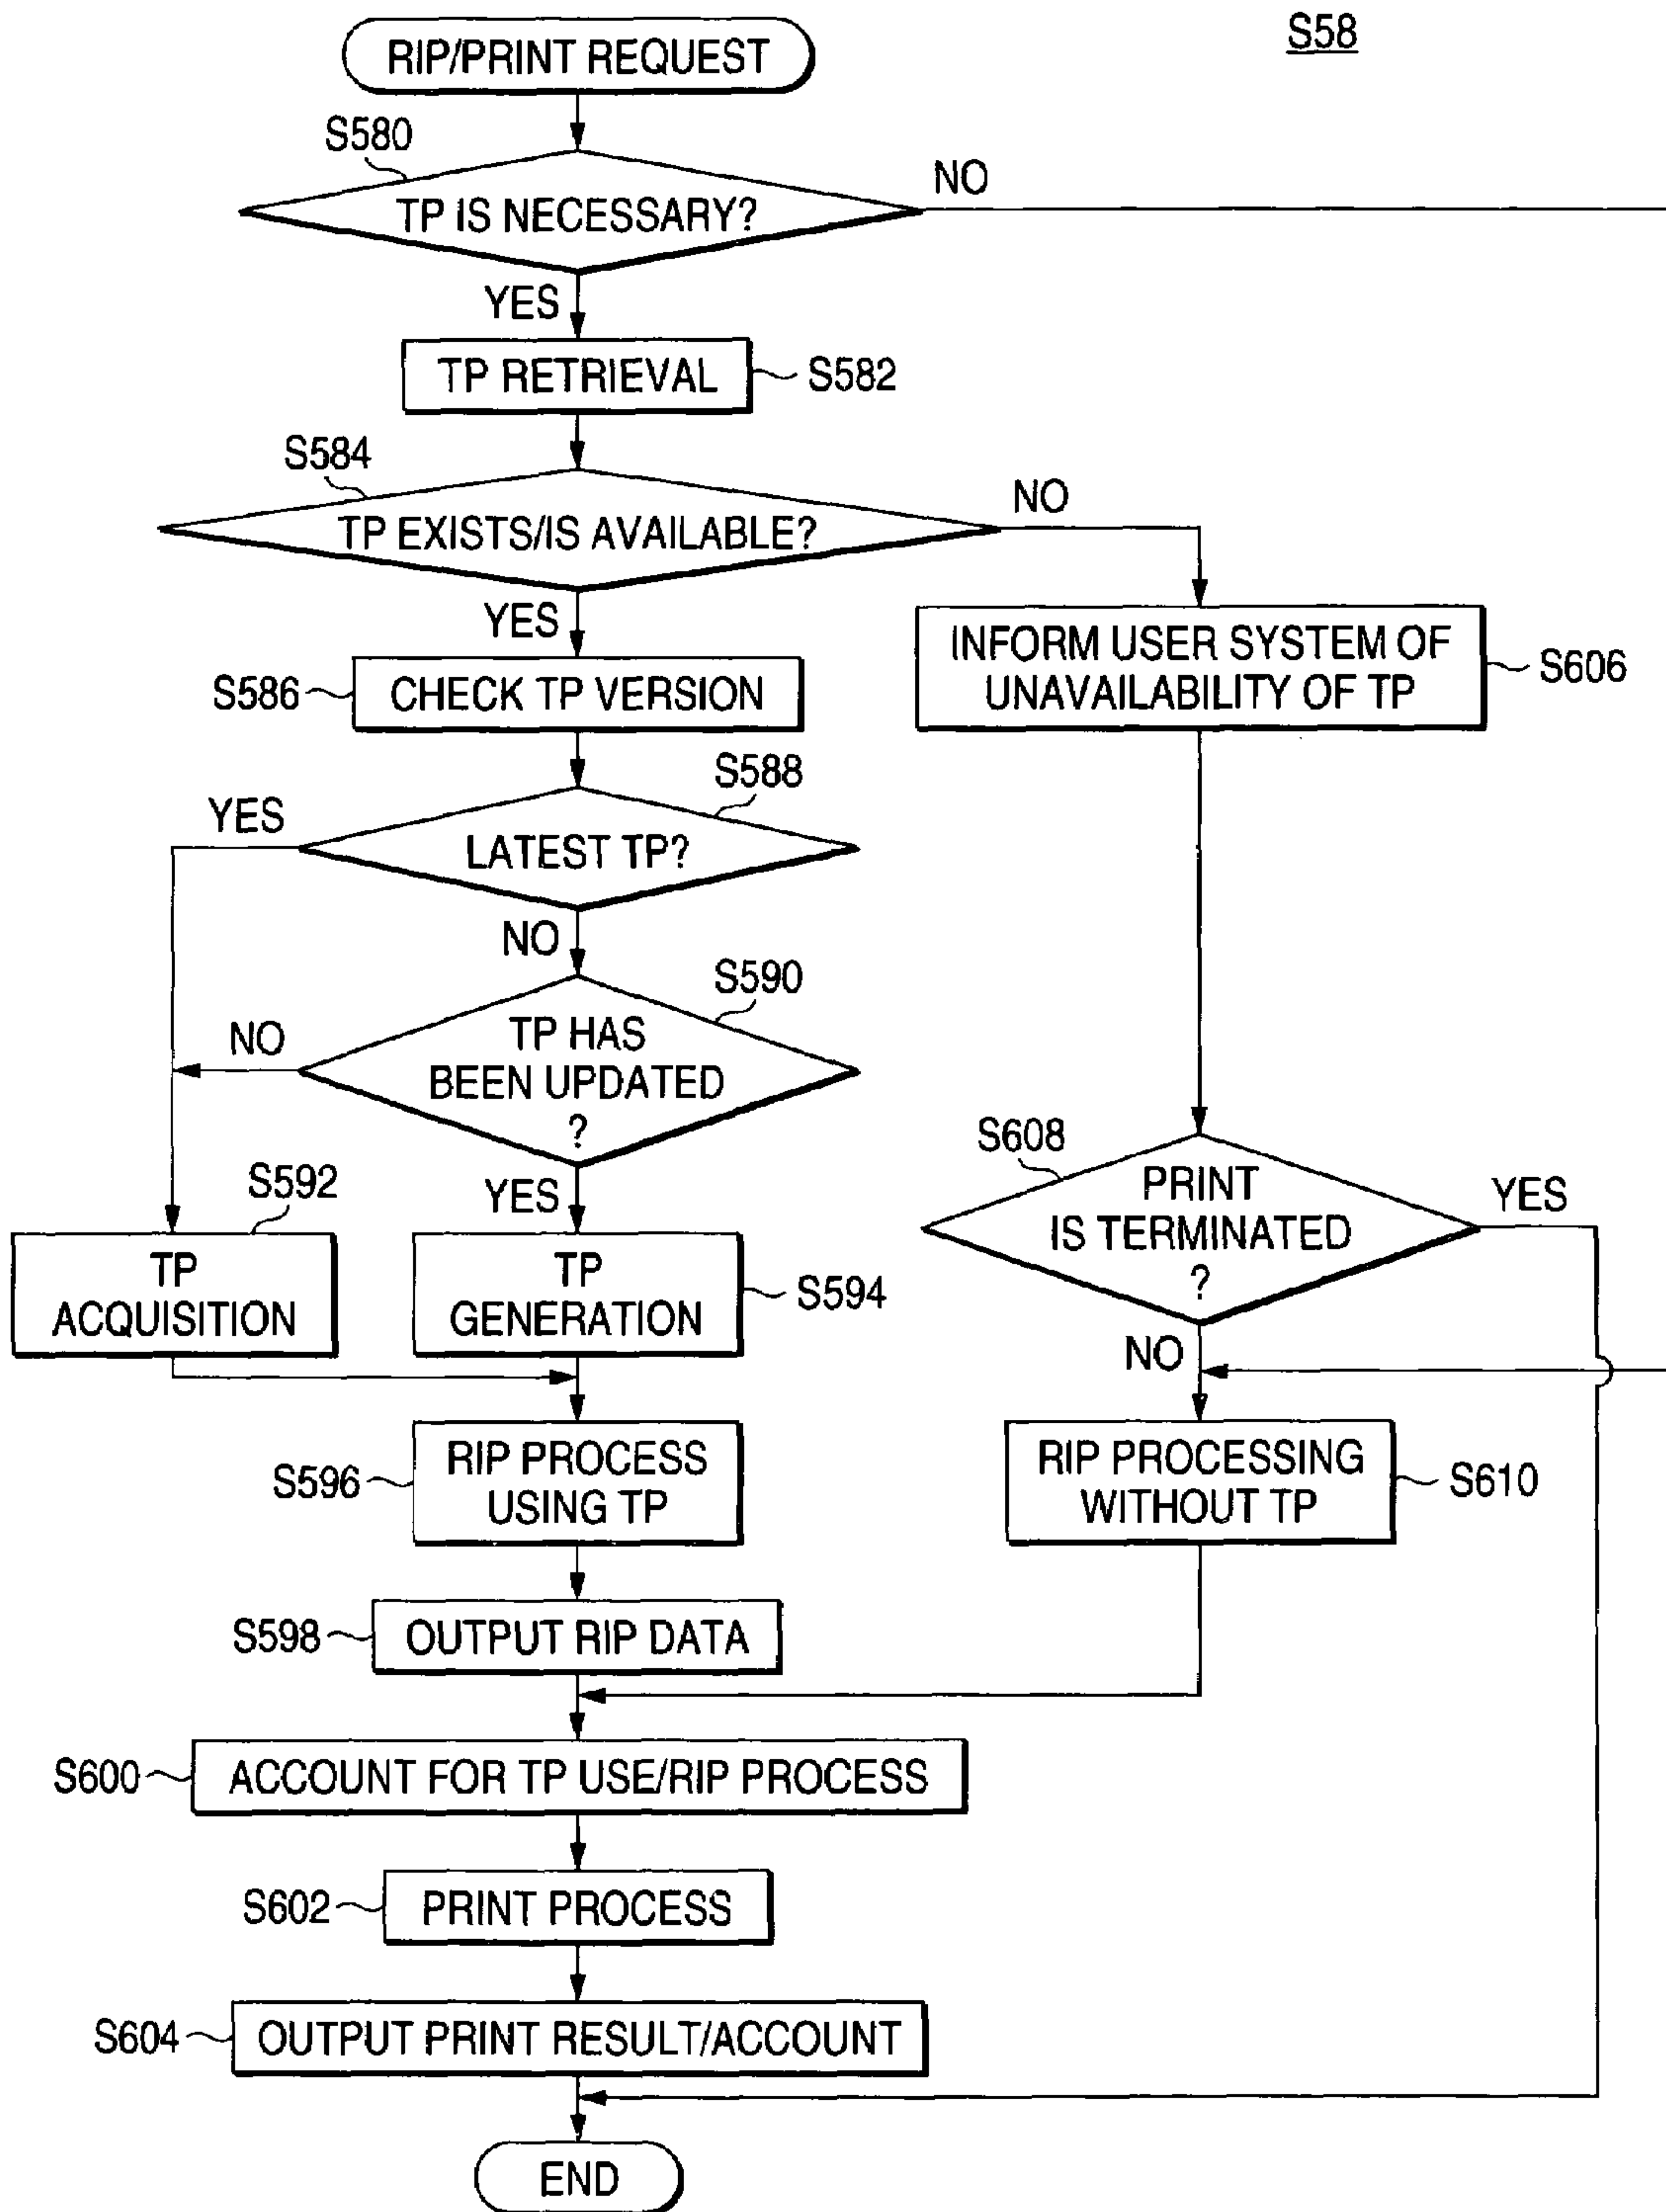 S58
RIP/PRINT REQUEST
S580
TP IS NECESSARY?
NO
YES
TP RETRIEVAL
S582
S584
TP EXISTS/IS AVAILABLE?
NO
YES
INFORM USER SYSTEM OF
UNAVAILABILITY OF TP
S606
S586
CHECK TP VERSION
S588
YES
LATEST TP?
NO
S590
TP HAS
BEEN UPDATED
?
NO
YES
S592
TP
ACQUISITION
TP
GENERATION
S594
S608
PRINT
IS TERMINATED
?
YES
NO
S596
RIP PROCESS
USING TP
RIP PROCESSING
WITHOUT TP
S610
S598
OUTPUT RIP DATA
S600
ACCOUNT FOR TP USE/RIP PROCESS
S602
PRINT PROCESS
S604
OUTPUT PRINT RESULT/ACCOUNT
END